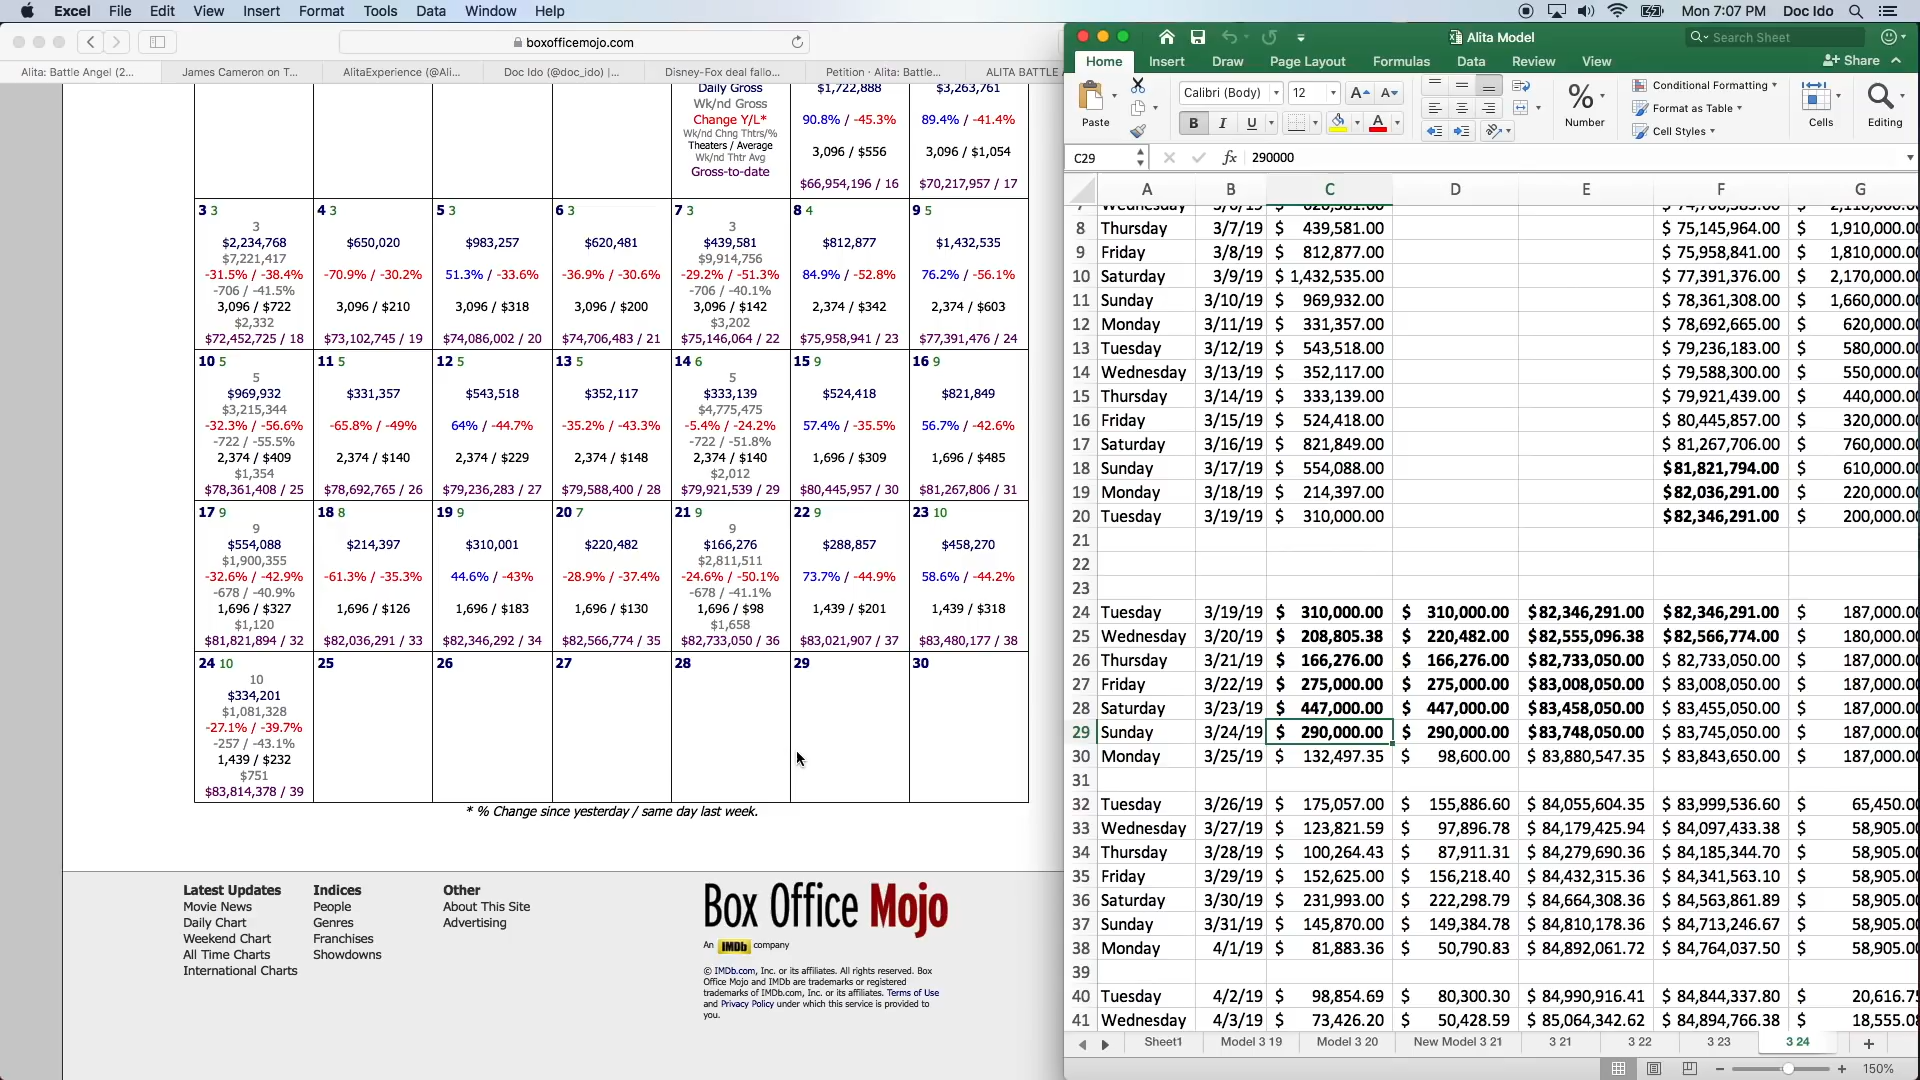 Excel File Edit View Insert Format Tools Data Window Help Mon 7:07 PM Doc Ido
boxofficemojo.com
Alita: Battle Angel (2... James Cameron on T... AlitaExperience (@Ali... Doc Ido (@doc_ido) |... Disney-Fox deal fallo... Petition · Alita: Battle... ALITA BATTLE
Daily Gross $1,722,888 $3,263,761
Wk/nd Gross
Change Y/L* 90.8% / -45.3% 89.4% / -41.4%
Wk/nd Chng Thtrs/%
Theaters / Average 3,096 / $556 3,096 / $1,054
Wk/nd Thtr Avg
Gross-to-date $66,954,196 / 16 $70,217,957 / 17
3 3 4 3 5 3 6 3 7 3 8 4 9 5
3 3
$2,234,768 $650,020 $983,257 $620,481 $439,581 $812,877 $1,432,535
$7,221,417 $9,914,756
-31.5% / -38.4% -70.9% / -30.2% 51.3% / -33.6% -36.9% / -30.6% -29.2% / -51.3% 84.9% / -52.8% 76.2% / -56.1%
-706 / -41.5% -706 / -40.1%
3,096 / $722 3,096 / $210 3,096 / $318 3,096 / $200 3,096 / $142 2,374 / $342 2,374 / $603
$2,332 $3,202
$72,452,725 / 18 $73,102,745 / 19 $74,086,002 / 20 $74,706,483 / 21 $75,146,064 / 22 $75,958,941 / 23 $77,391,476 / 24
10 5 11 5 12 5 13 5 14 6 15 9 16 9
5 5
$969,932 $331,357 $543,518 $352,117 $333,139 $524,418 $821,849
$3,215,344 $4,775,475
-32.3% / -56.6% -65.8% / -49% 64% / -44.7% -35.2% / -43.3% -5.4% / -24.2% 57.4% / -35.5% 56.7% / -42.6%
-722 / -55.5% -722 / -51.8%
2,374 / $409 2,374 / $140 2,374 / $229 2,374 / $148 2,374 / $140 1,696 / $309 1,696 / $485
$1,354 $2,012
$78,361,408 / 25 $78,692,765 / 26 $79,236,283 / 27 $79,588,400 / 28 $79,921,539 / 29 $80,445,957 / 30 $81,267,806 / 31
17 9 18 8 19 9 20 7 21 9 22 9 23 10
9 9
$554,088 $214,397 $310,001 $220,482 $166,276 $288,857 $458,270
$1,900,355 $2,811,511
-32.6% / -42.9% -61.3% / -35.3% 44.6% / -43% -28.9% / -37.4% -24.6% / -50.1% 73.7% / -44.9% 58.6% / -44.2%
-678 / -40.9% -678 / -41.1%
1,696 / $327 1,696 / $126 1,696 / $183 1,696 / $130 1,696 / $98 1,439 / $201 1,439 / $318
$1,120 $1,658
$81,821,894 / 32 $82,036,291 / 33 $82,346,292 / 34 $82,566,774 / 35 $82,733,050 / 36 $83,021,907 / 37 $83,480,177 / 38
24 10 25 26 27 28 29 30
10
$334,201
$1,081,328
-27.1% / -39.7%
-257 / -43.1%
1,439 / $232
$751
$83,814,378 / 39
* % Change since yesterday / same day last week.
Latest Updates Indices Other
Movie News People About This Site
Daily Chart Genres Advertising
Weekend Chart Franchises
All Time Charts Showdowns
International Charts
Box Office Mojo
An IMDb company
© IMDb.com, Inc. or its affiliates. All rights reserved. Box
Office Mojo and IMDb are trademarks or registered
trademarks of IMDb.com, Inc. or its affiliates. Terms of Use
and Privacy Policy under which this service is provided to
you.
Alita Model Search Sheet
Home Insert Draw Page Layout Formulas Data Review View Share
Paste Calibri (Body) 12 A A Number Conditional Formatting Cells Editing
B I U A Format as Table
Cell Styles
C29 fx 290000
A B C D E F G
8 Thursday 3/7/19 $ 439,581.00 $ 75,145,964.00 $ 1,910,000.0
9 Friday 3/8/19 $ 812,877.00 $ 75,958,841.00 $ 1,810,000.0
10 Saturday 3/9/19 $ 1,432,535.00 $ 77,391,376.00 $ 2,170,000.0
11 Sunday 3/10/19 $ 969,932.00 $ 78,361,308.00 $ 1,660,000.0
12 Monday 3/11/19 $ 331,357.00 $ 78,692,665.00 $ 620,000.0
13 Tuesday 3/12/19 $ 543,518.00 $ 79,236,183.00 $ 580,000.0
14 Wednesday 3/13/19 $ 352,117.00 $ 79,588,300.00 $ 550,000.0
15 Thursday 3/14/19 $ 333,139.00 $ 79,921,439.00 $ 440,000.0
16 Friday 3/15/19 $ 524,418.00 $ 80,445,857.00 $ 320,000.0
17 Saturday 3/16/19 $ 821,849.00 $ 81,267,706.00 $ 760,000.0
18 Sunday 3/17/19 $ 554,088.00 $81,821,794.00 $ 610,000.0
19 Monday 3/18/19 $ 214,397.00 $82,036,291.00 $ 220,000.0
20 Tuesday 3/19/19 $ 310,000.00 $82,346,291.00 $ 200,000.0
21
22
23
24 Tuesday 3/19/19 $ 310,000.00 $ 310,000.00 $82,346,291.00 $82,346,291.00 $ 187,000.0
25 Wednesday 3/20/19 $ 208,805.38 $ 220,482.00 $82,555,096.38 $82,566,774.00 $ 180,000.0
26 Thursday 3/21/19 $ 166,276.00 $ 166,276.00 $82,733,050.00 $ 82,733,050.00 $ 187,000.0
27 Friday 3/22/19 $ 275,000.00 $ 275,000.00 $83,008,050.00 $ 83,008,050.00 $ 187,000.0
28 Saturday 3/23/19 $ 447,000.00 $ 447,000.00 $83,458,050.00 $ 83,455,050.00 $ 187,000.0
29 Sunday 3/24/19 $ 290,000.00 $ 290,000.00 $83,748,050.00 $ 83,745,050.00 $ 187,000.0
30 Monday 3/25/19 $ 132,497.35 $ 98,600.00 $ 83,880,547.35 $ 83,843,650.00 $ 187,000.0
31
32 Tuesday 3/26/19 $ 175,057.00 $ 155,886.60 $ 84,055,604.35 $ 83,999,536.60 $ 65,450.0
33 Wednesday 3/27/19 $ 123,821.59 $ 97,896.78 $ 84,179,425.94 $ 84,097,433.38 $ 58,905.0
34 Thursday 3/28/19 $ 100,264.43 $ 87,911.31 $ 84,279,690.36 $ 84,185,344.70 $ 58,905.0
35 Friday 3/29/19 $ 152,625.00 $ 156,218.40 $ 84,432,315.36 $ 84,341,563.10 $ 58,905.0
36 Saturday 3/30/19 $ 231,993.00 $ 222,298.79 $ 84,664,308.36 $ 84,563,861.89 $ 58,905.0
37 Sunday 3/31/19 $ 145,870.00 $ 149,384.78 $ 84,810,178.36 $ 84,713,246.67 $ 58,905.0
38 Monday 4/1/19 $ 81,883.36 $ 50,790.83 $ 84,892,061.72 $ 84,764,037.50 $ 58,905.0
39
40 Tuesday 4/2/19 $ 98,854.69 $ 80,300.30 $ 84,990,916.41 $ 84,844,337.80 $ 20,616.75
41 Wednesday 4/3/19 $ 73,426.20 $ 50,428.59 $ 85,064,342.62 $ 84,894,766.38 $ 18,555.08
Sheet1 Model 3 19 Model 3 20 New Model 3 21 3 21 3 22 3 23 3 24 +
150%